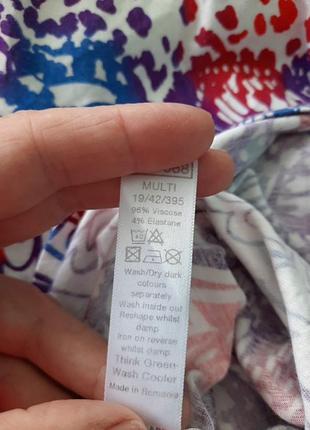 MULTI
19/42/395
96% Viscose
4% Elastane
40
Wash/Dry dark
colours
separately
Wash inside out
Reshape whilst
damp
Iron on reverse
whilst damp
Think Green-
Wash Cooler
Made in Romania